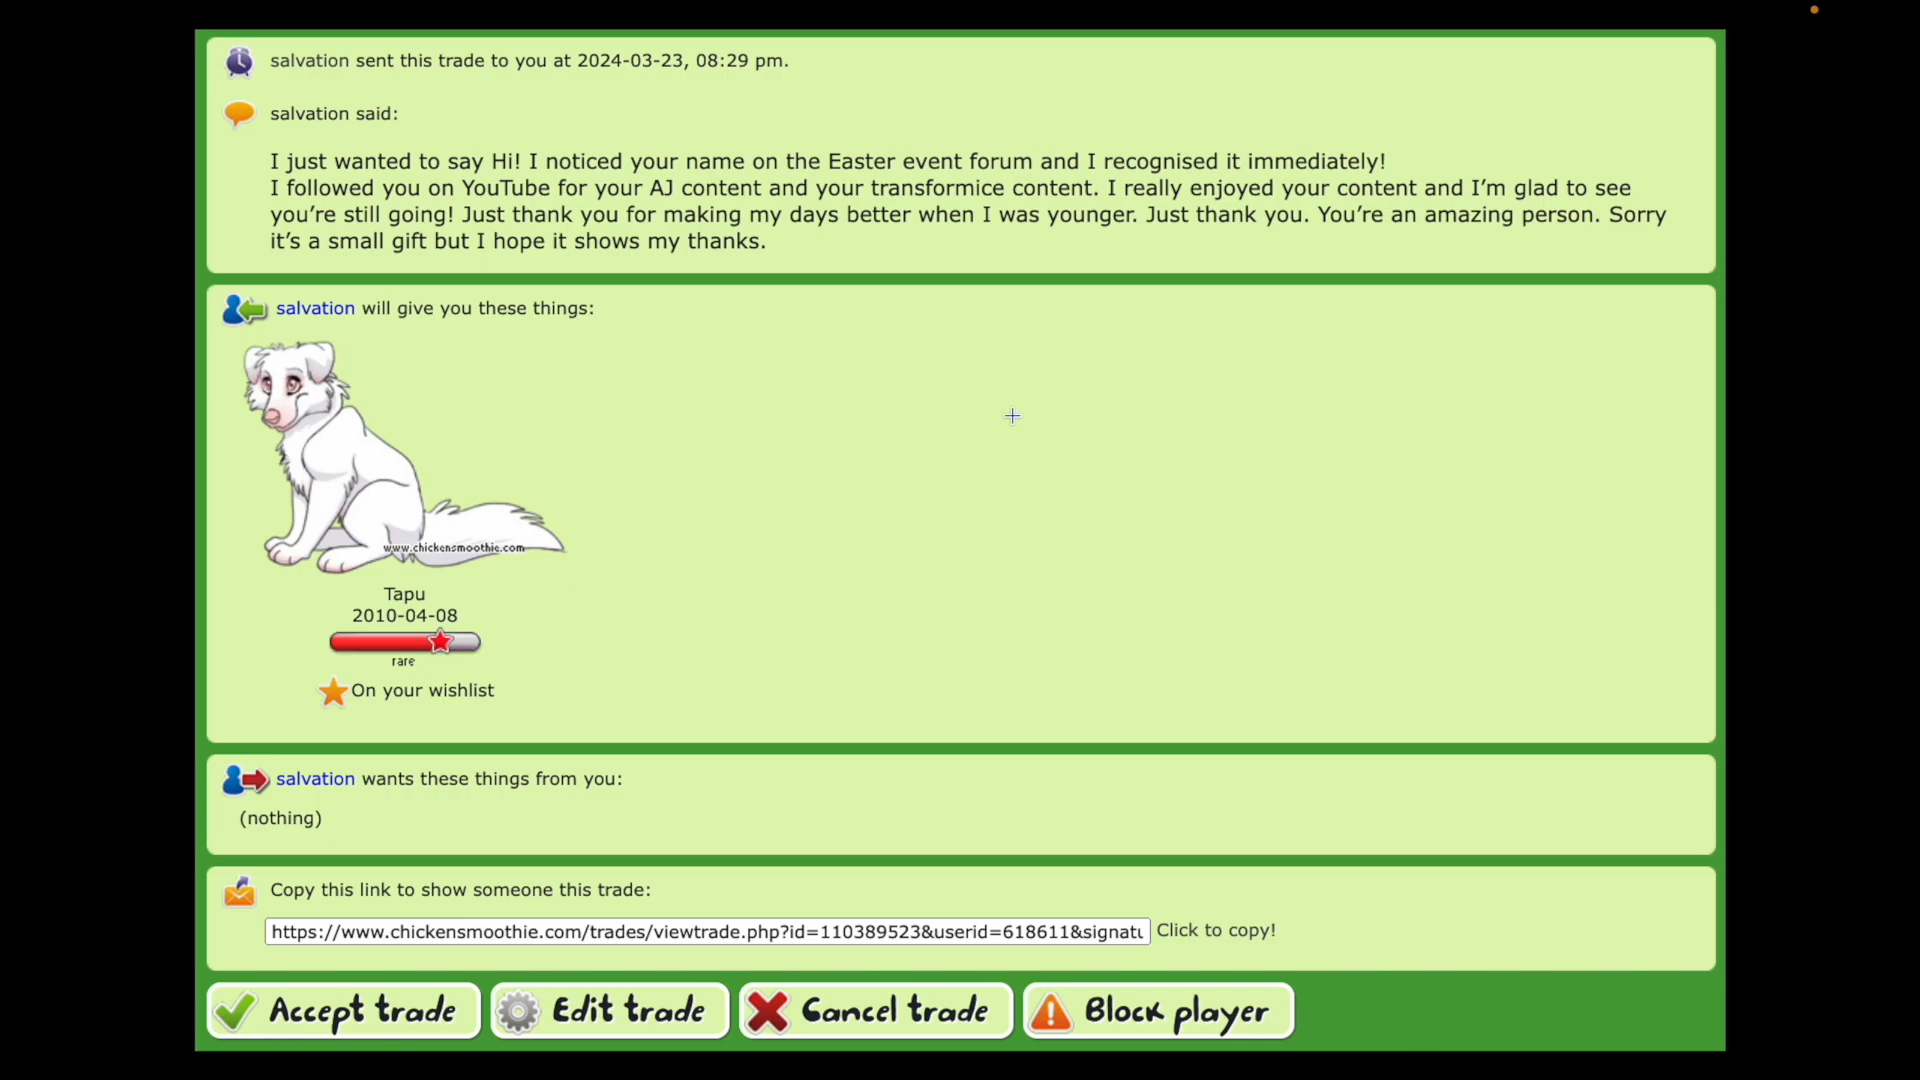 salvation sent this trade to you at 2024-03-23, 08:29 pm.
salvation said:
I just wanted to say Hi! I noticed your name on the Easter event forum and I recognised it immediately!
I followed you on YouTube for your AJ content and your transformice content. I really enjoyed your content and I’m glad to see
you’re still going! Just thank you for making my days better when I was younger. Just thank you. You’re an amazing person. Sorry
it’s a small gift but I hope it shows my thanks.
salvation will give you these things:
www.chickensmoothie.com
Tapu
2010-04-08
rare
On your wishlist
salvation wants these things from you:
(nothing)
Copy this link to show someone this trade:
https://www.chickensmoothie.com/trades/viewtrade.php?id=110389523&userid=618611&signatu Click to copy!
Accept trade Edit trade Cancel trade Block player